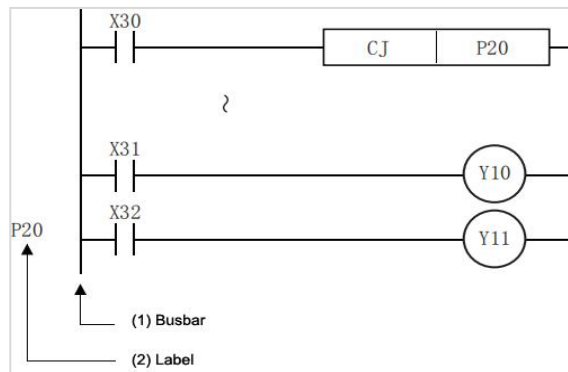 X30
CJ P20
X31
Y10
X32
P20
Y11
(1) Busbar
(2) Label